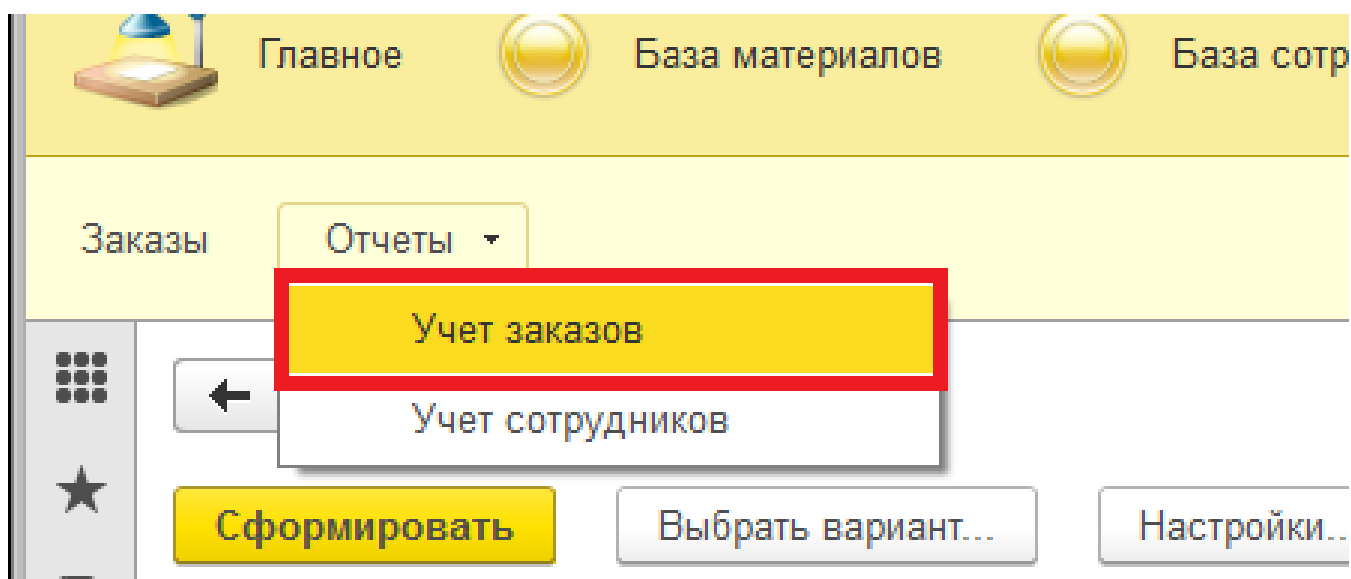 Главное База материалов База сотр
Заказы Отчеты
Учет заказов
Учет сотрудников
Сформировать Выбрать вариант... Настройки...